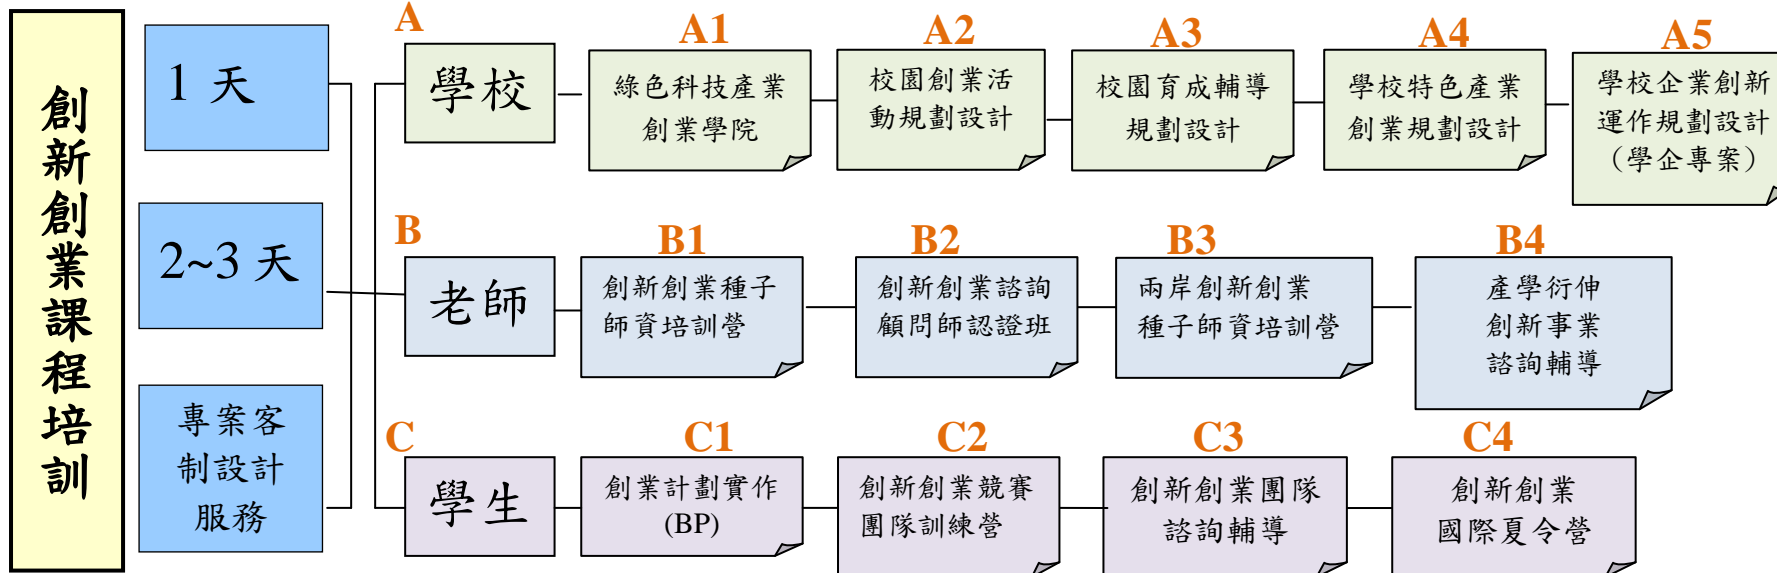 創新創業課程培訓
1 天
2~3 天
專案客
制設計
服務
A
學校
A1
綠色科技產業
創業學院
A2
校園創業活
動規劃設計
A3
校園育成輔導
規劃設計
A4
學校特色產業
創業規劃設計
A5
學校企業創新
運作規劃設計
(學企專案)
B
老師
B1
創新創業種子
師資培訓營
B2
創新創業諮詢
顧問師認證班
B3
兩岸創新創業
種子師資培訓營
B4
產學衍伸
創新事業
諮詢輔導
C
學生
C1
創業計劃實作
(BP)
C2
創新創業競賽
團隊訓練營
C3
創新創業團隊
諮詢輔導
C4
創新創業
國際夏令營